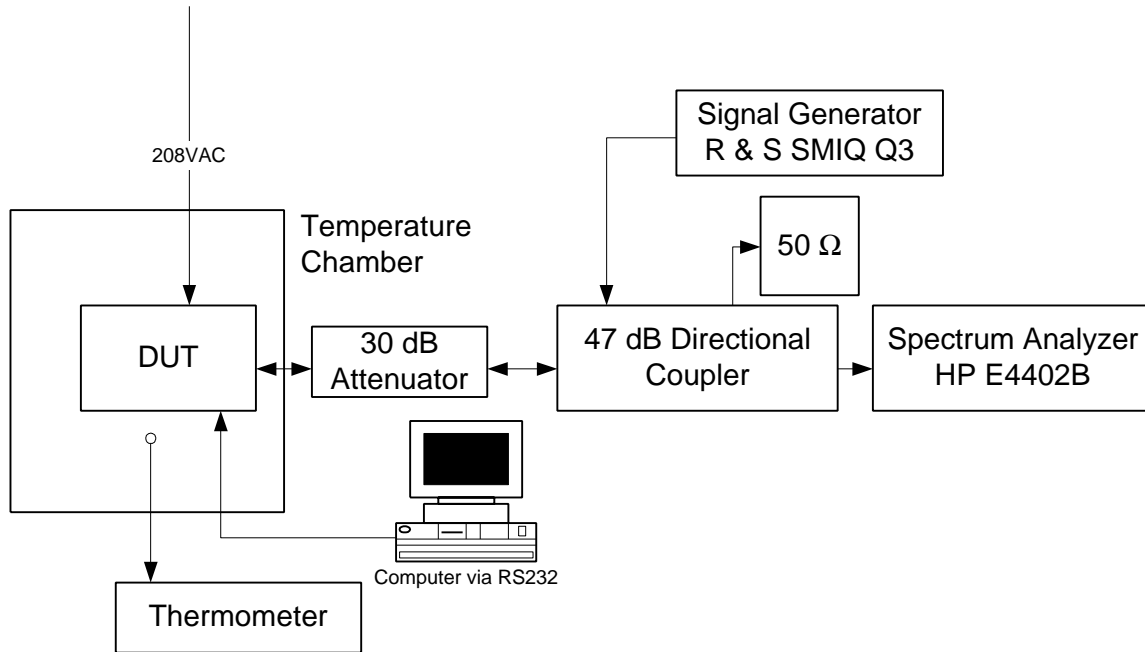 Signal Generator
R & S SMIQ Q3
208VAC
Temperature
Chamber
50 Ω
DUT
30 dB
Attenuator
47 dB Directional
Coupler
Spectrum Analyzer
HP E4402B
Computer via RS232
Thermometer